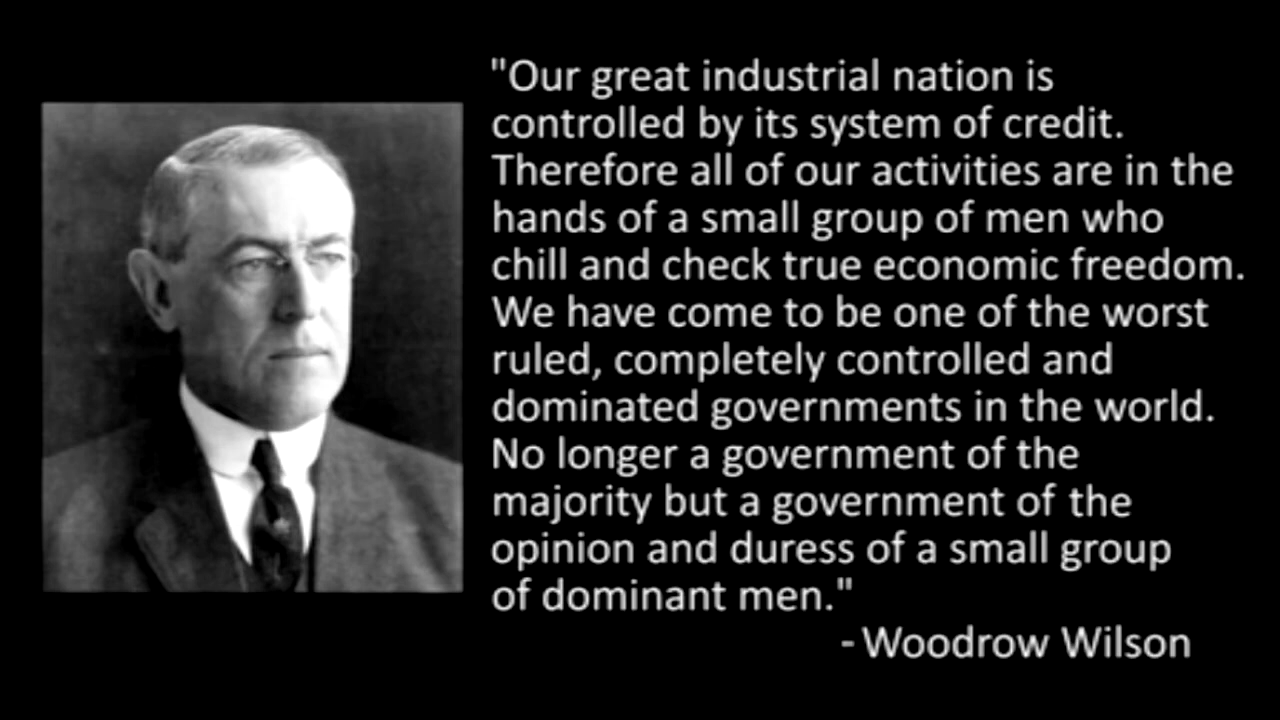 "Our great industrial nation is
controlled by its system of credit.
Therefore all of our activities are in the
hands of a small group of men who
chill and check true economic freedom.
We have come to be one of the worst
ruled, completely controlled and
dominated governments in the world.
No longer a government of the
majority but a government of the
opinion and duress of a small group
of dominant men."
- Woodrow Wilson